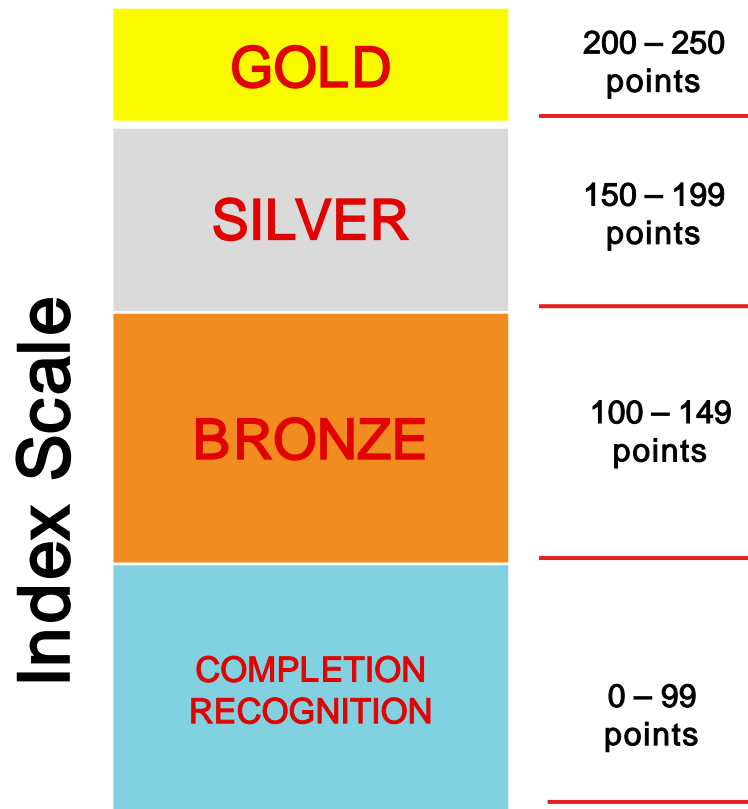 Index Scale
GOLD
200 – 250
points
SILVER
150 – 199
points
BRONZE
100 – 149
points
COMPLETION
RECOGNITION
0 – 99
points